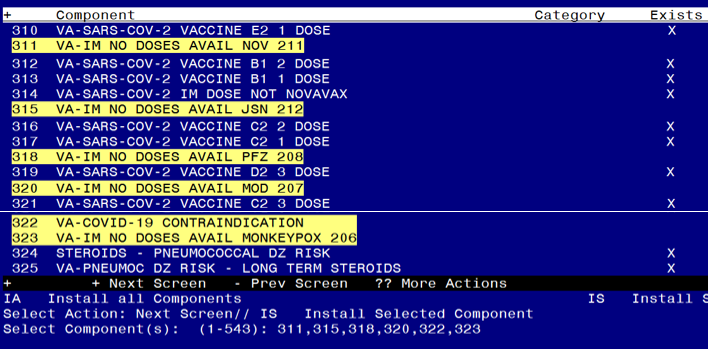 + Component Category Exists
310 VA-SARS-COV-2 VACCINE E2 1 DOSE X
311 VA-IM NO DOSES AVAIL NOV 211
312 VA-SARS-COV-2 VACCINE B1 2 DOSE X
313 VA-SARS-COV-2 VACCINE B1 1 DOSE X
314 VA-SARS-COV-2 IM DOSE NOT NOVAVAX X
315 VA-IM NO DOSES AVAIL JSN 212
316 VA-SARS-COV-2 VACCINE C2 2 DOSE X
317 VA-SARS-COV-2 VACCINE C2 1 DOSE X
318 VA-IM NO DOSES AVAIL PFZ 208
319 VA-SARS-COV-2 VACCINE D2 3 DOSE X
320 VA-IM NO DOSES AVAIL MOD 207
321 VA-SARS-COV-2 VACCINE C2 3 DOSE X
322 VA-COVID-19 CONTRAINDICATION
323 VA-IM NO DOSES AVAIL MONKEYPOX 206
324 STEROIDS - PNEUMOCOCCAL DZ RISK X
325 VA-PNEUMOC DZ RISK - LONG TERM STEROIDS X
+ + Next Screen - Prev Screen ?? More Actions
IA Install all Components IS Install S
Select Action: Next Screen// IS Install Selected Component
Select Component(s): (1-543): 311,315,318,320,322,323